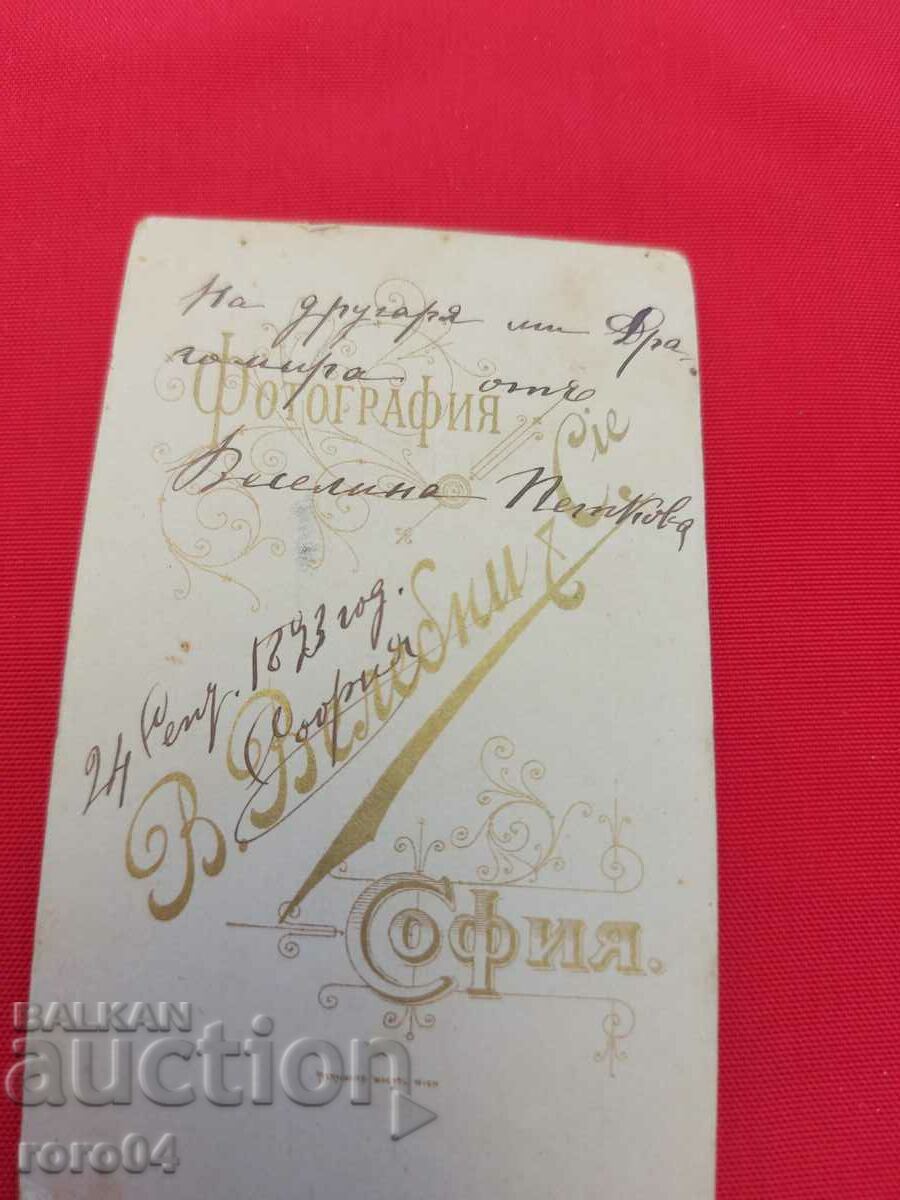 На другаря ми Дра-
гомира отъ
ФОТОГРАФИЯ
Веселина Петкова
24 Септ. 1893 год.
София
В. Велебни & Cie
СОФИЯ.
BALKAN
auction
roro04